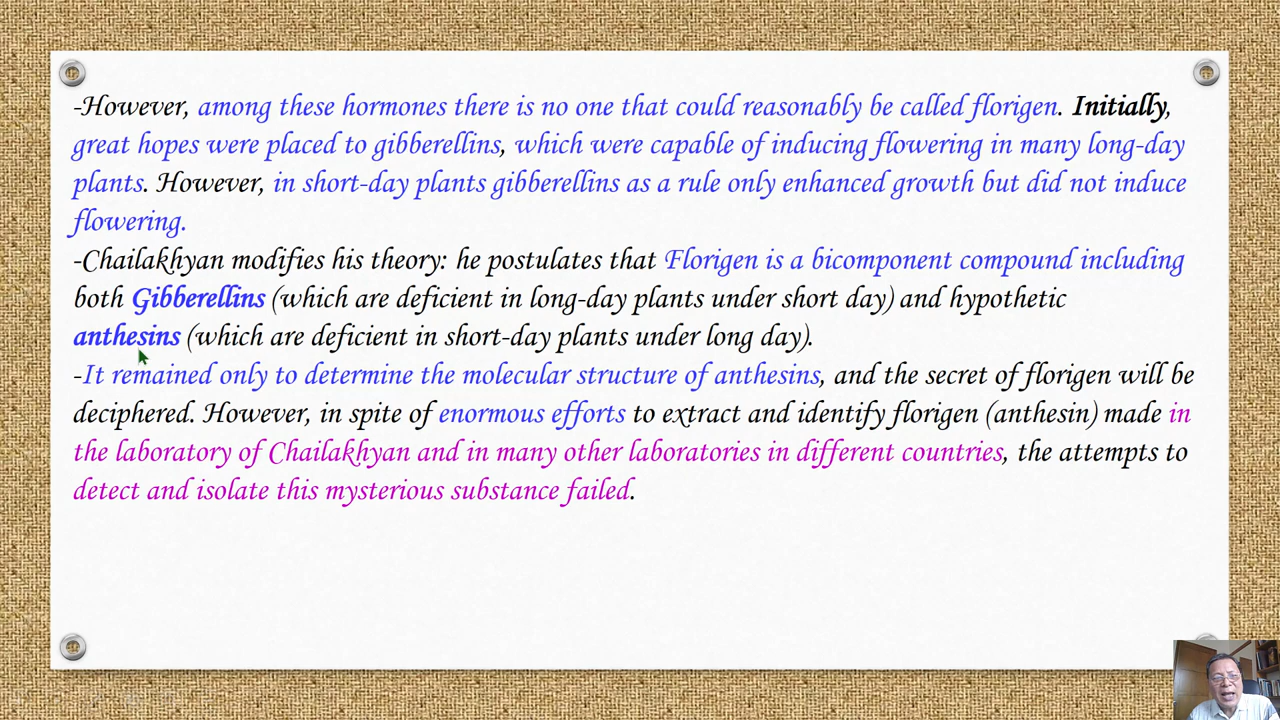 -However, among these hormones there is no one that could reasonably be called florigen. Initially,
great hopes were placed to gibberellins, which were capable of inducing flowering in many long-day
plants. However, in short-day plants gibberellins as a rule only enhanced growth but did not induce
flowering.
-Chailakhyan modifies his theory: he postulates that Florigen is a bicomponent compound including
both Gibberellins (which are deficient in long-day plants under short day) and hypothetic
anthesins (which are deficient in short-day plants under long day).
-It remained only to determine the molecular structure of anthesins, and the secret of florigen will be
deciphered. However, in spite of enormous efforts to extract and identify florigen (anthesin) made in
the laboratory of Chailakhyan and in many other laboratories in different countries, the attempts to
detect and isolate this mysterious substance failed.